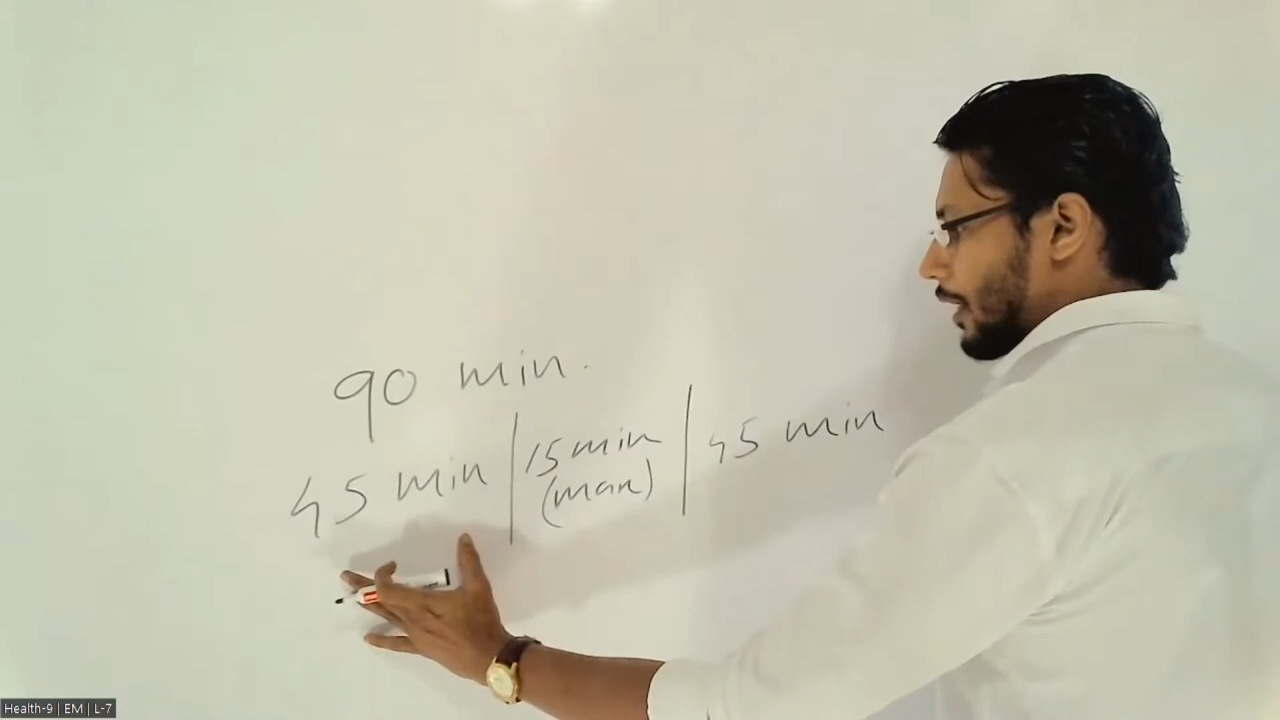 90 min.
45 min | 15 min | 45 min
(max)
Health-9 | EM | L-7